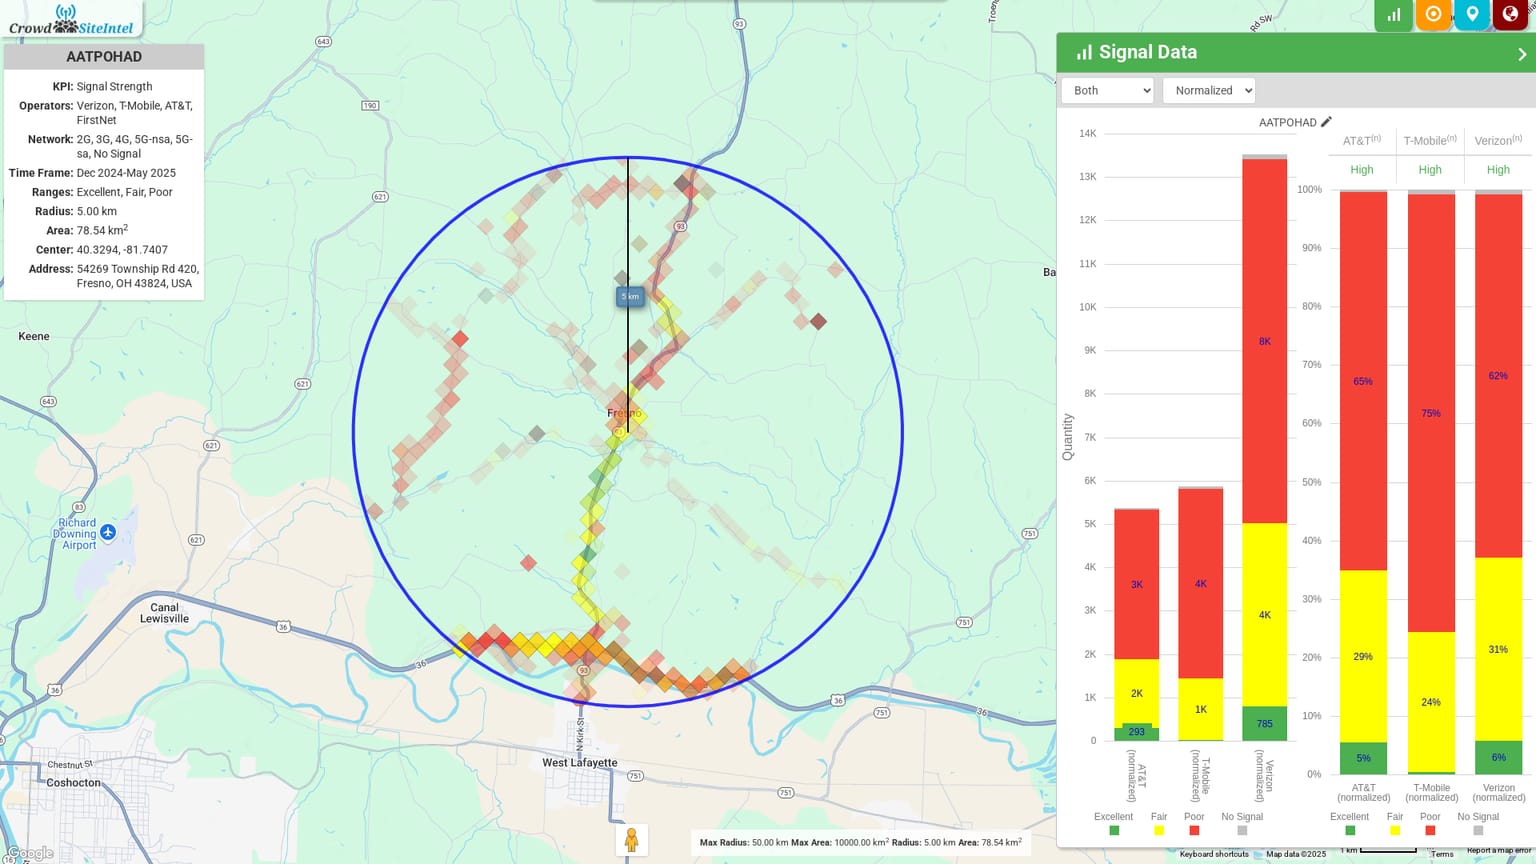 Crowd SiteIntel
AATPOHAD
KPI: Signal Strength
Operators: Verizon, T-Mobile, AT&T,
FirstNet
Network: 2G, 3G, 4G, 5G-nsa, 5G-
sa, No Signal
Time Frame: Dec 2024-May 2025
Ranges: Excellent, Fair, Poor
Radius: 5.00 km
Area: 78.54 km²
Center: 40.3294, -81.7407
Address: 54269 Township Rd 420,
Fresno, OH 43824, USA
93
643
190
621
93
5 km
Keene
621
643
Fresno
621
83
Richard
Downing
Airport
621
751
Canal
Lewisville
36
751
36
93
36
36
751
36
N Kirk St
West Lafayette
751
751
Chestnut St
Coshocton
16
Google
Rd SW
Ba
Signal Data
Both
Normalized
AATPOHAD
14K
13K
12K
11K
10K
9K
8K
7K
6K
5K
4K
3K
2K
1K
0
Quantity
3K
2K
293
4K
1K
8K
4K
785
AT&T
(normalized)
T-Mobile
(normalized)
Verizon
(normalized)
Excellent Fair Poor No Signal
AT&T(n) T-Mobile(n) Verizon(n)
High High High
100%
90%
80%
70%
60%
50%
40%
30%
20%
10%
0%
65%
29%
5%
75%
24%
62%
31%
6%
AT&T
(normalized)
T-Mobile
(normalized)
Verizon
(normalized)
Excellent Fair Poor No Signal
Max Radius: 50.00 km Max Area: 10000.00 km² Radius: 5.00 km Area: 78.54 km²
Keyboard shortcuts Map data ©2025 1 km Terms Report a map error